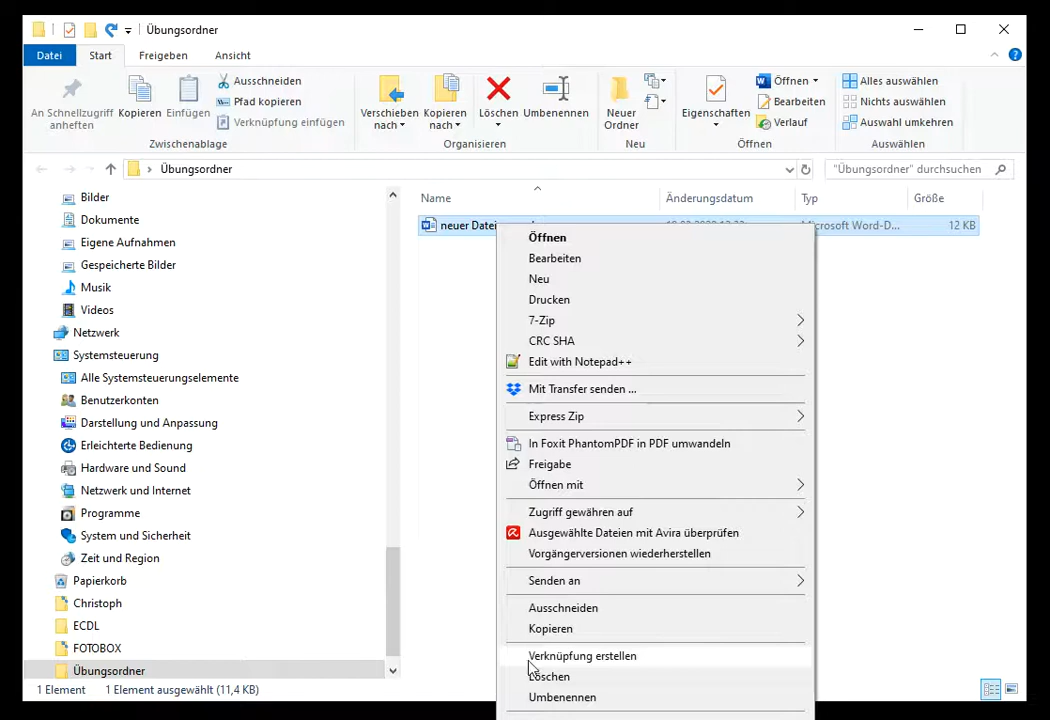 Übungsordner
Datei Start Freigeben Ansicht
An Schnellzugriff anheften
Kopieren
Einfügen
Ausschneiden
Pfad kopieren
Verknüpfung einfügen
Zwischenablage
Verschieben nach
Kopieren nach
Löschen
Umbenennen
Organisieren
Neuer Ordner
Neu
Eigenschaften
Öffnen
Bearbeiten
Verlauf
Öffnen
Alles auswählen
Nichts auswählen
Auswahl umkehren
Auswählen
Übungsordner
"Übungsordner" durchsuchen
Name Änderungsdatum Typ Größe
neuer Datei
Microsoft Word-D... 12 KB
Bilder
Dokumente
Eigene Aufnahmen
Gespeicherte Bilder
Musik
Videos
Netzwerk
Systemsteuerung
Alle Systemsteuerungselemente
Benutzerkonten
Darstellung und Anpassung
Erleichterte Bedienung
Hardware und Sound
Netzwerk und Internet
Programme
System und Sicherheit
Zeit und Region
Papierkorb
Christoph
ECDL
FOTOBOX
Übungsordner
Öffnen
Bearbeiten
Neu
Drucken
7-Zip
CRC SHA
Edit with Notepad++
Mit Transfer senden ...
Express Zip
In Foxit PhantomPDF in PDF umwandeln
Freigabe
Öffnen mit
Zugriff gewähren auf
Ausgewählte Dateien mit Avira überprüfen
Vorgängerversionen wiederherstellen
Senden an
Ausschneiden
Kopieren
Verknüpfung erstellen
Löschen
Umbenennen
1 Element 1 Element ausgewählt (11,4 KB)